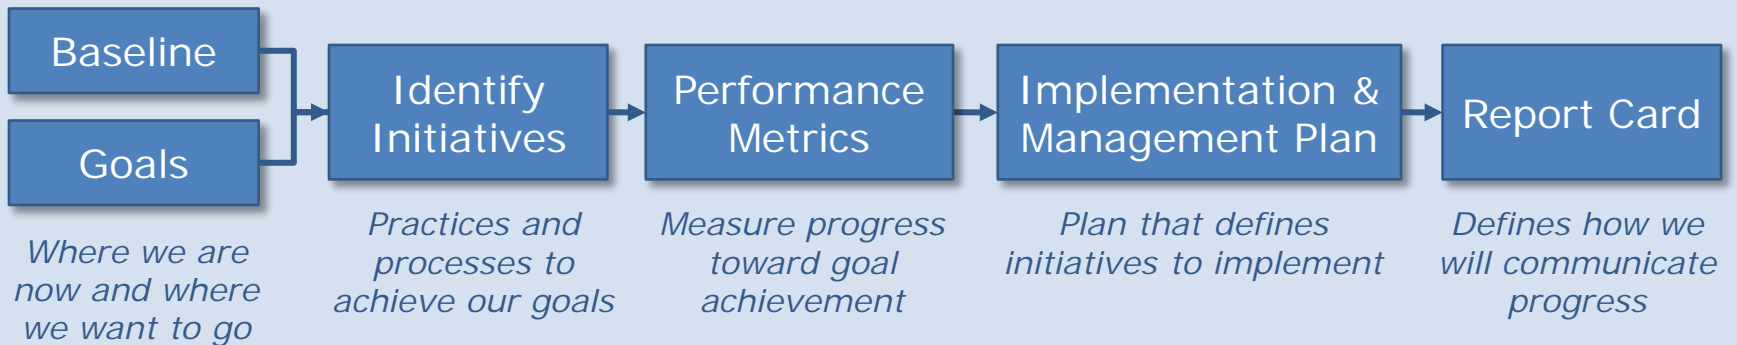 Baseline
Goals
Where we are
now and where
we want to go
Identify
Initiatives
Practices and
processes to
achieve our goals
Performance
Metrics
Measure progress
toward goal
achievement
Implementation &
Management Plan
Plan that defines
initiatives to implement
Report Card
Defines how we
will communicate
progress